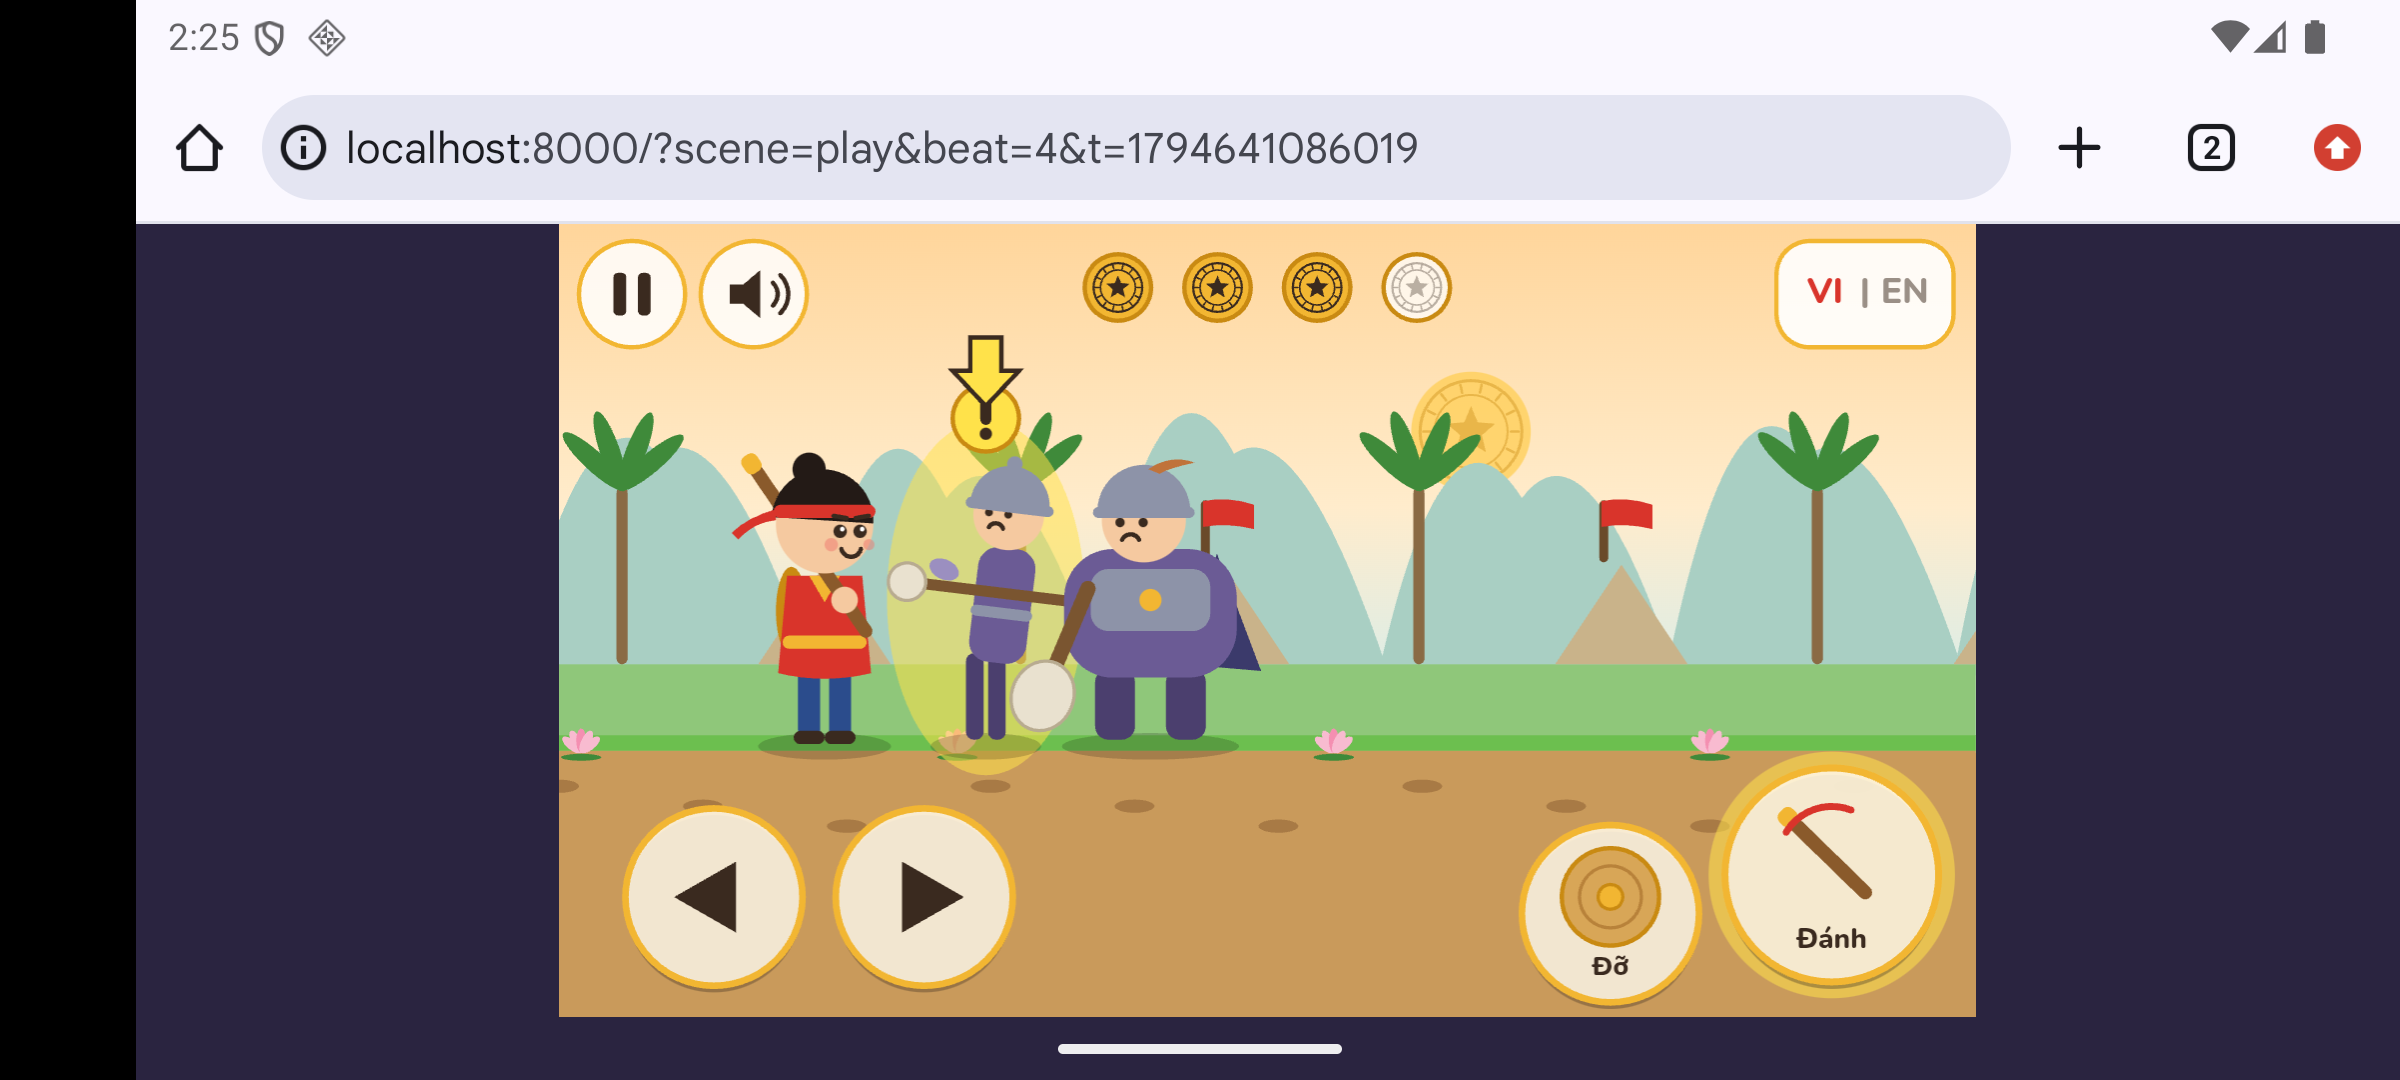 2:25
localhost:8000/?scene=play&beat=4&t=1794641086019
2
VI | EN
!
Đánh
Đỡ